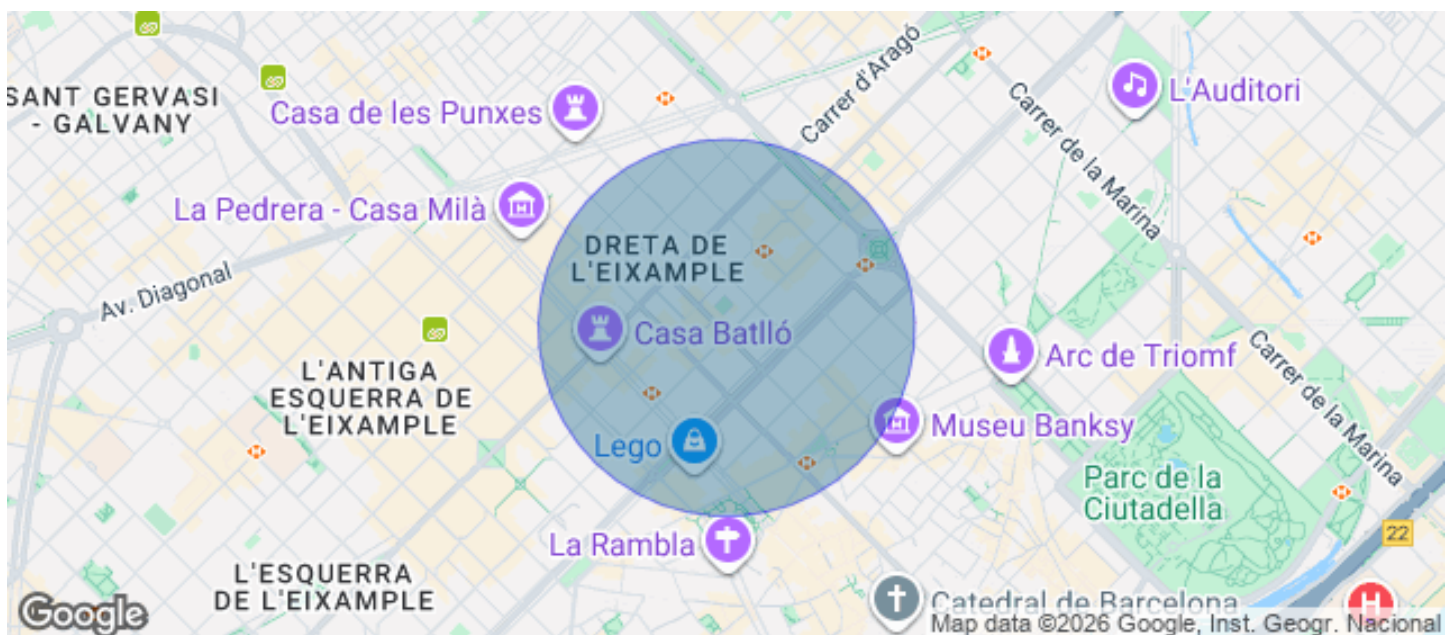 SANT GERVASI
- GALVANY
Casa de les Punxes
Carrer d'Aragó
L'Auditori
Carrer de la Marina
La Pedrera - Casa Milà
DRETA DE
L'EIXAMPLE
Av. Diagonal
Casa Batlló
Arc de Triomf
Carrer de la Marina
L'ANTIGA
ESQUERRA DE
L'EIXAMPLE
Lego
Museu Banksy
Parc de la
Ciutadella
22
La Rambla
L'ESQUERRA
DE L'EIXAMPLE
Catedral de Barcelona
H
Google
Map data ©2026 Google, Inst. Geogr. Nacional